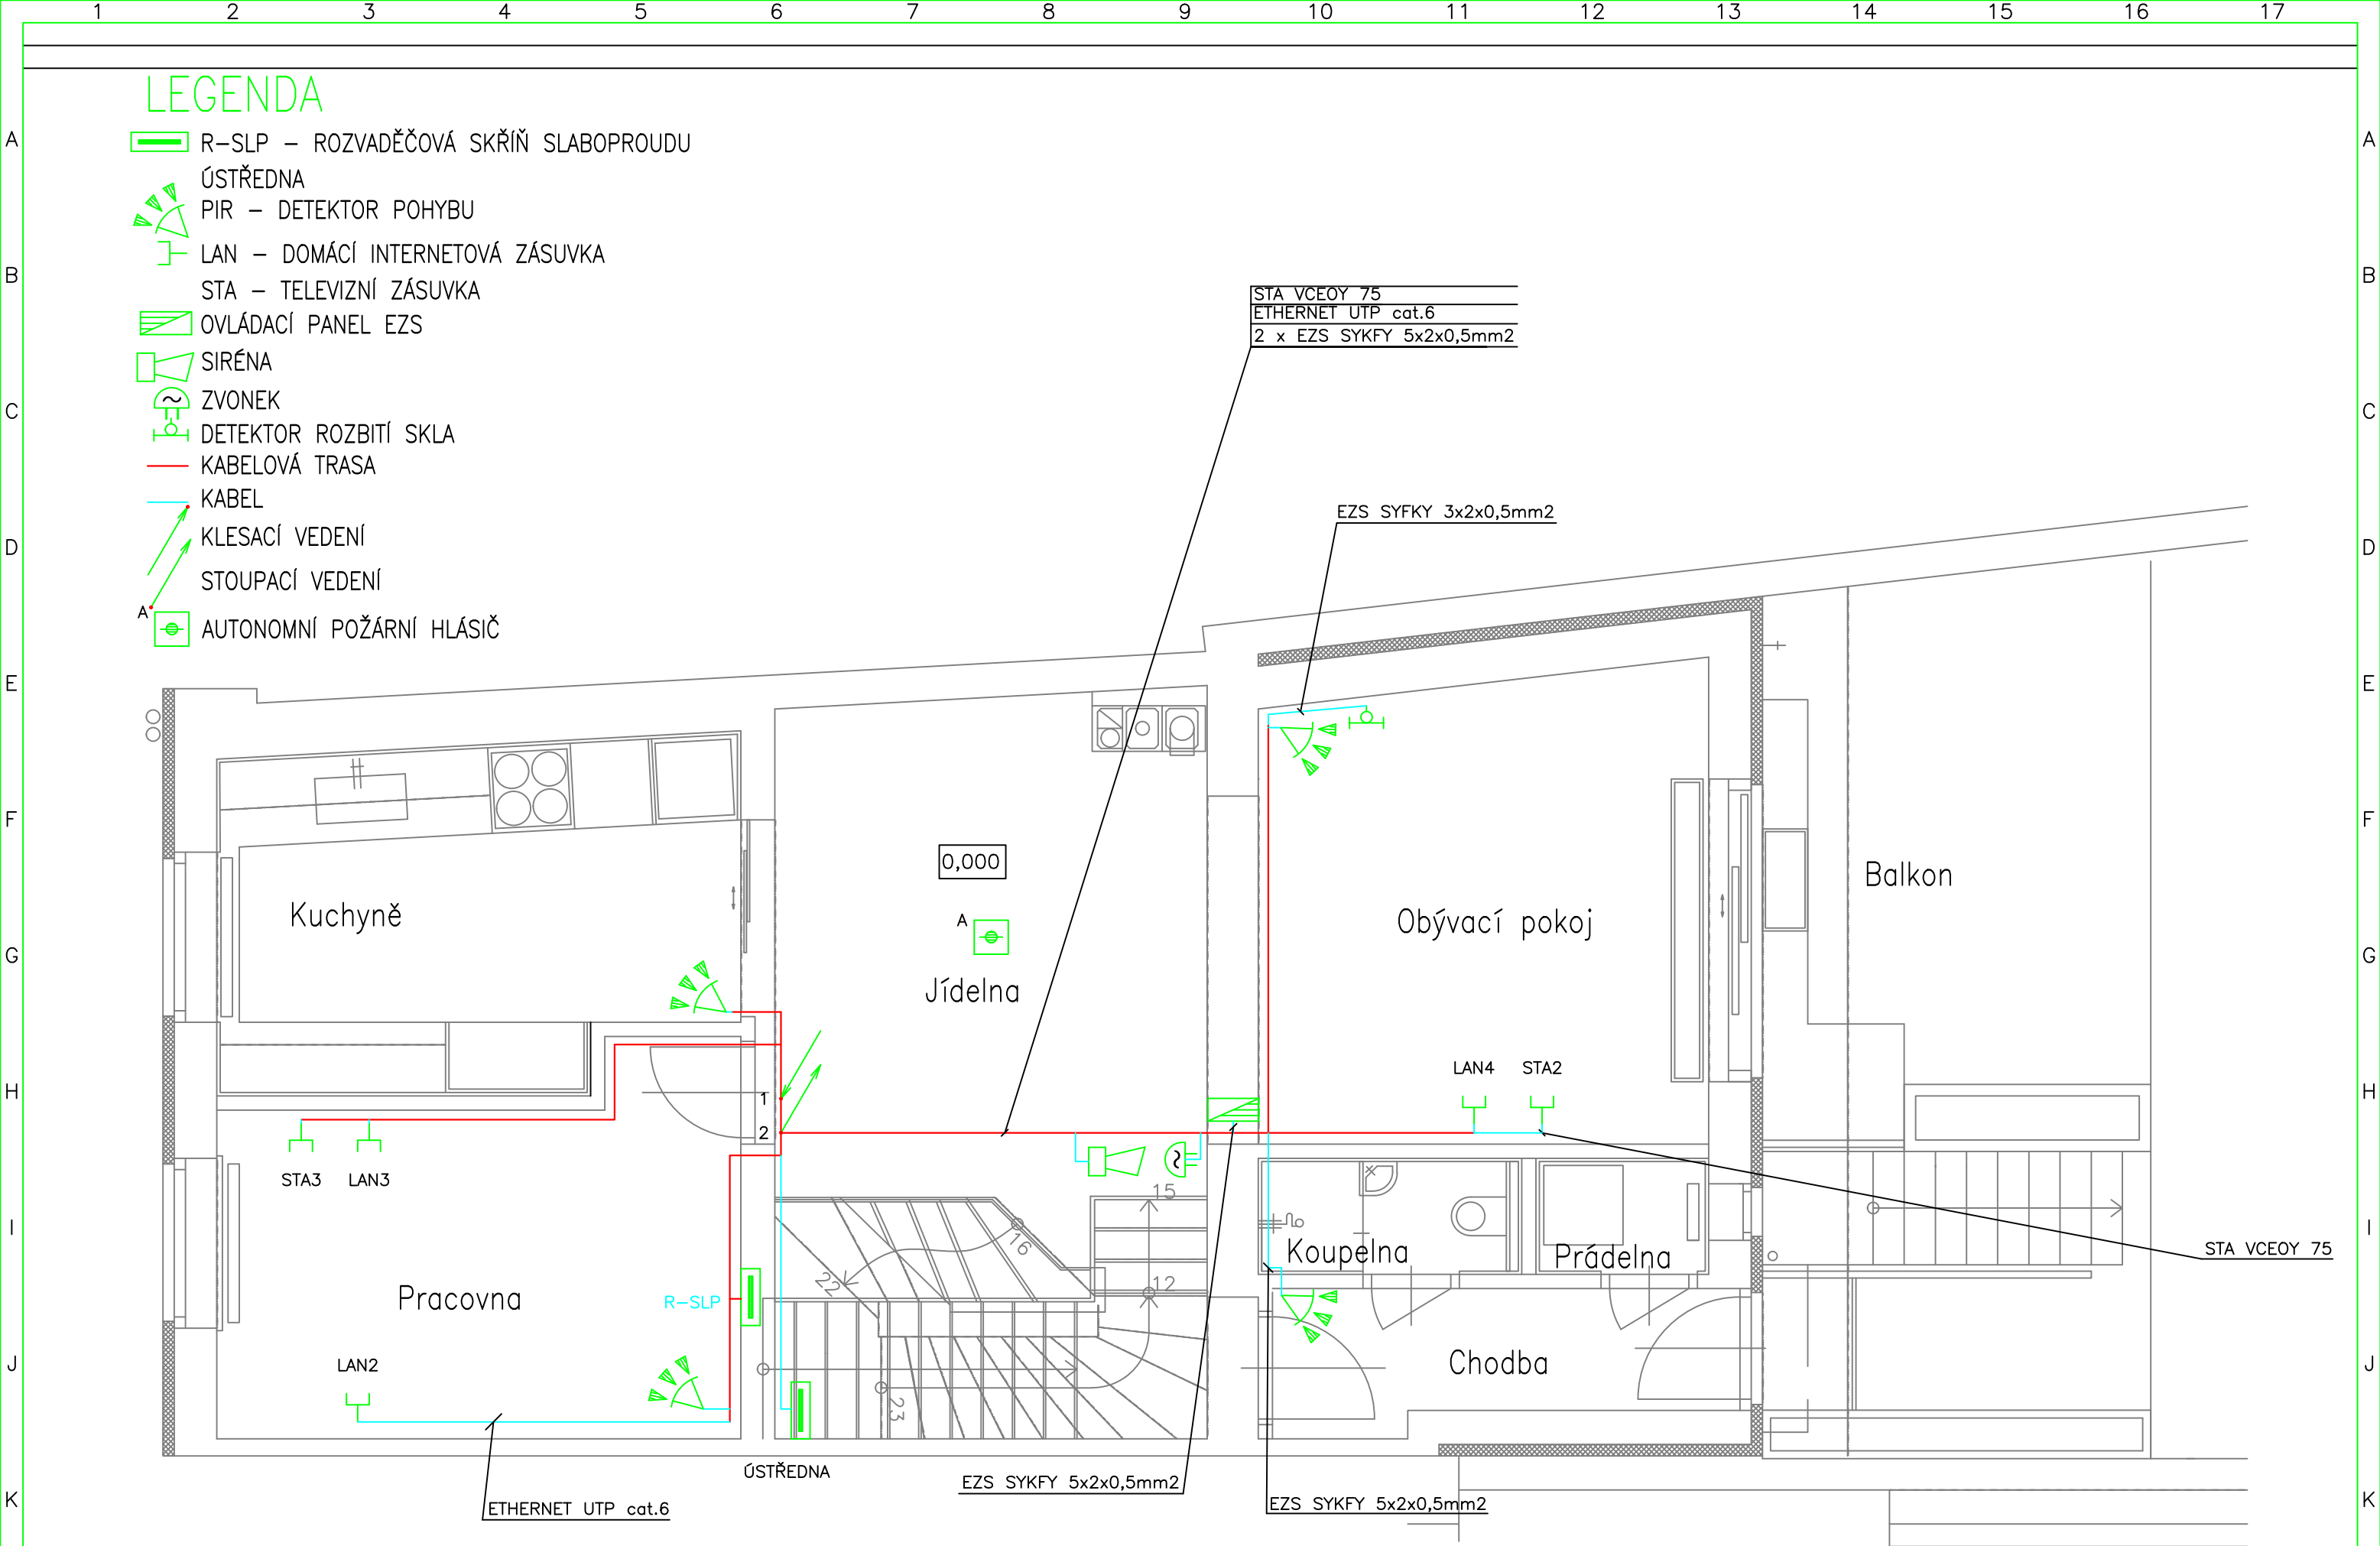 1 2 3 4 5 6 7 8 9 10 11 12 13 14 15 16 17
LEGENDA
A A
R-SLP - ROZVADĚČOVÁ SKŘÍŇ SLABOPROUDU
ÚSTŘEDNA
PIR - DETEKTOR POHYBU
LAN - DOMÁCÍ INTERNETOVÁ ZÁSUVKA
B B
STA - TELEVIZNÍ ZÁSUVKA
OVLÁDACÍ PANEL EZS
SIRÉNA
ZVONEK
C C
DETEKTOR ROZBITÍ SKLA
KABELOVÁ TRASA
KABEL
KLESACÍ VEDENÍ
D D
STOUPACÍ VEDENÍ
A
AUTONOMNÍ POŽÁRNÍ HLÁSIČ
STA VCEOY 75
ETHERNET UTP cat.6
2 x EZS SYKFY 5x2x0,5mm2
EZS SYFKY 3x2x0,5mm2
E E
F F
0,000
Balkon
Kuchyně
A
Obývací pokoj
G G
Jídelna
LAN4 STA2
H H
1
2
STA3 LAN3
15
I I
16
Koupelna
Prádelna
STA VCEOY 75
22
12
Pracovna
R-SLP
LAN2
J J
Chodba
23
ÚSTŘEDNA
EZS SYKFY 5x2x0,5mm2
K K
ETHERNET UTP cat.6
EZS SYKFY 5x2x0,5mm2